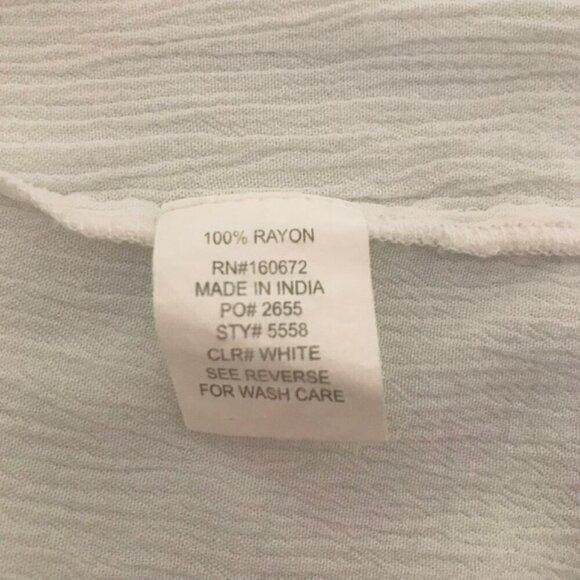 100% RAYON
RN#160672
MADE IN INDIA
PO# 2655
STY# 5558
CLR# WHITE
SEE REVERSE
FOR WASH CARE